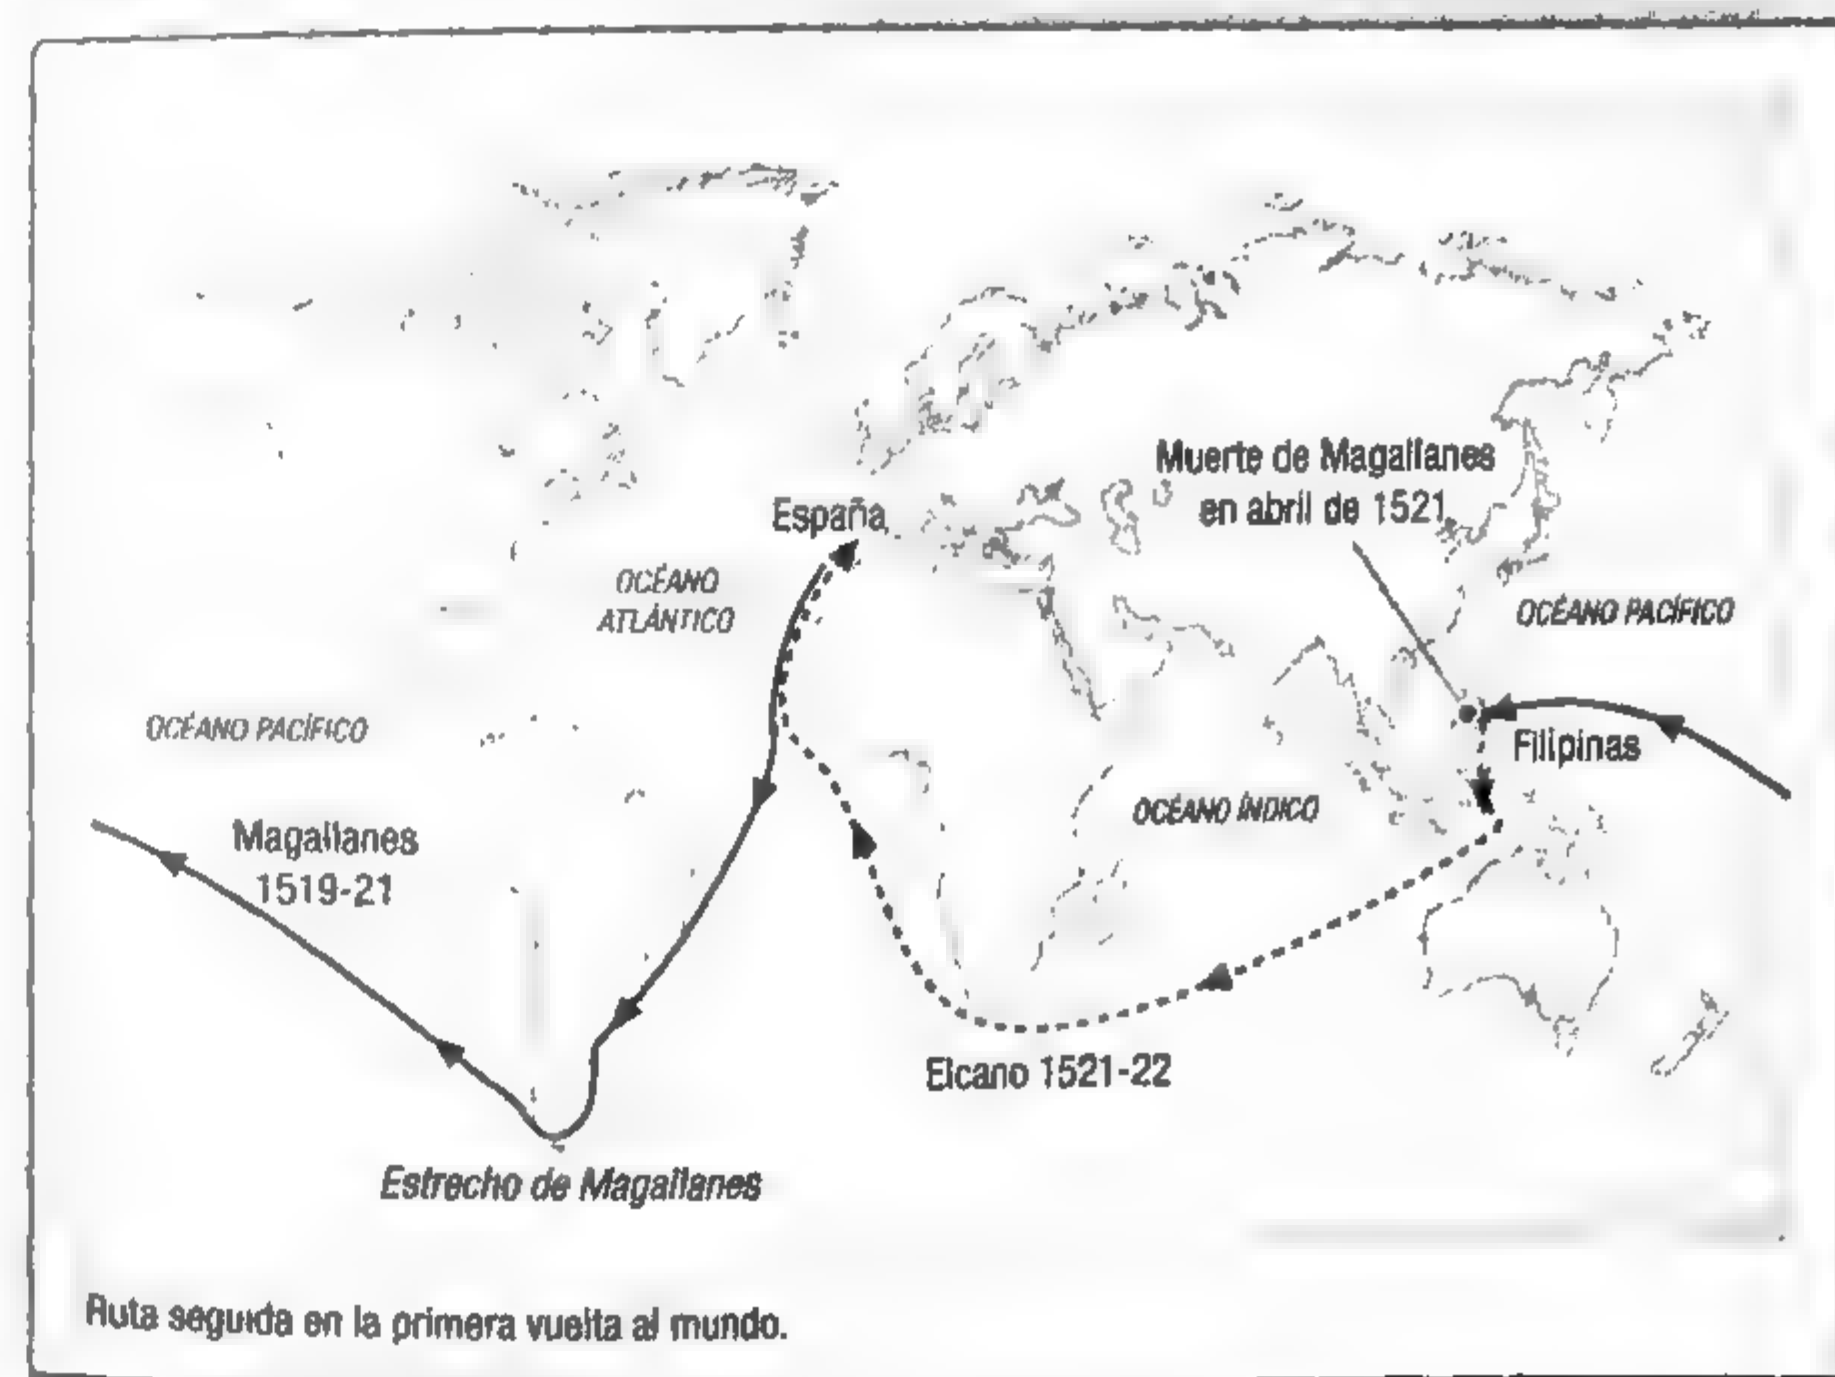 España
Muerte de Magallanes
en abril de 1521
OCÉANO
ATLÁNTICO
OCÉANO PACÍFICO
OCÉANO PACÍFICO
Filipinas
Magallanes
1519-21
OCÉANO ÍNDICO
Elcano 1521-22
Estrecho de Magallanes
Ruta seguida en la primera vuelta al mundo.